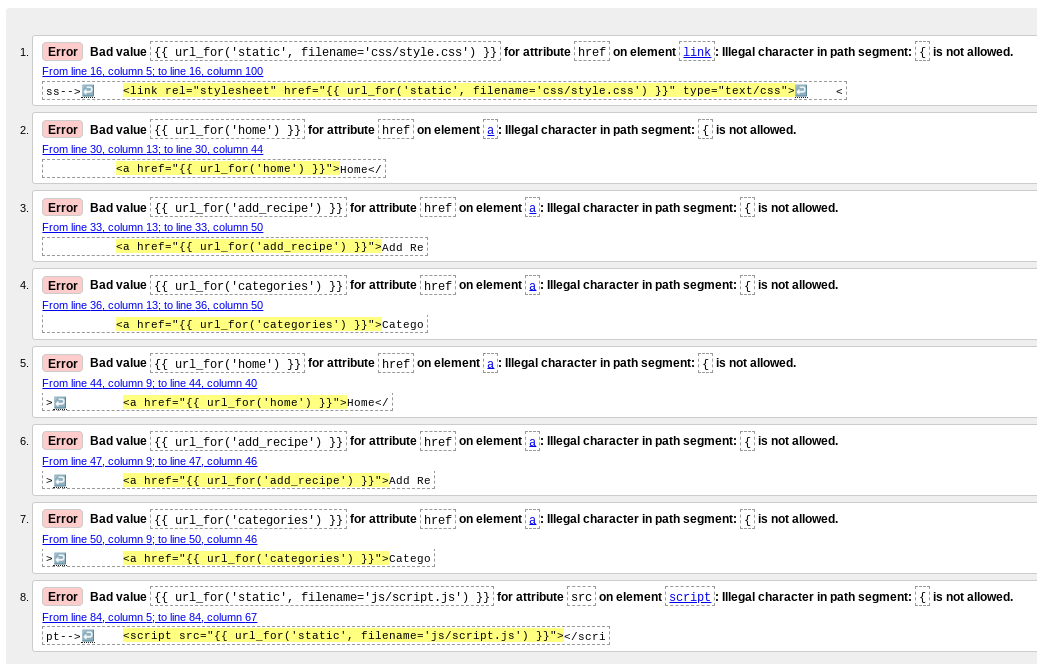 1. Error Bad value {{ url_for('static', filename='css/style.css') }} for attribute href on element link: Illegal character in path segment: { is not allowed.
From line 16, column 5; to line 16, column 100
ss-->↩    <link rel="stylesheet" href="{{ url_for('static', filename='css/style.css') }}" type="text/css">↩    <
2. Error Bad value {{ url_for('home') }} for attribute href on element a: Illegal character in path segment: { is not allowed.
From line 30, column 13; to line 30, column 44
<a href="{{ url_for('home') }}">Home</
3. Error Bad value {{ url_for('add_recipe') }} for attribute href on element a: Illegal character in path segment: { is not allowed.
From line 33, column 13; to line 33, column 50
<a href="{{ url_for('add_recipe') }}">Add Re
4. Error Bad value {{ url_for('categories') }} for attribute href on element a: Illegal character in path segment: { is not allowed.
From line 36, column 13; to line 36, column 50
<a href="{{ url_for('categories') }}">Catego
5. Error Bad value {{ url_for('home') }} for attribute href on element a: Illegal character in path segment: { is not allowed.
From line 44, column 9; to line 44, column 40
>↩        <a href="{{ url_for('home') }}">Home</
6. Error Bad value {{ url_for('add_recipe') }} for attribute href on element a: Illegal character in path segment: { is not allowed.
From line 47, column 9; to line 47, column 46
>↩        <a href="{{ url_for('add_recipe') }}">Add Re
7. Error Bad value {{ url_for('categories') }} for attribute href on element a: Illegal character in path segment: { is not allowed.
From line 50, column 9; to line 50, column 46
>↩        <a href="{{ url_for('categories') }}">Catego
8. Error Bad value {{ url_for('static', filename='js/script.js') }} for attribute src on element script: Illegal character in path segment: { is not allowed.
From line 84, column 5; to line 84, column 67
pt-->↩    <script src="{{ url_for('static', filename='js/script.js') }}"></scri